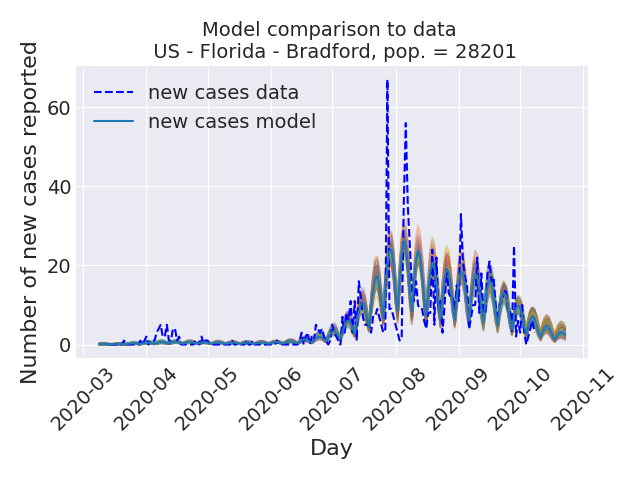 Model comparison to data
US - Florida - Bradford, pop. = 28201
new cases data
new cases model
Number of new cases reported
60
40
20
0
2020-03
2020-04
2020-05
2020-06
2020-07
2020-08
2020-09
2020-10
2020-11
Day